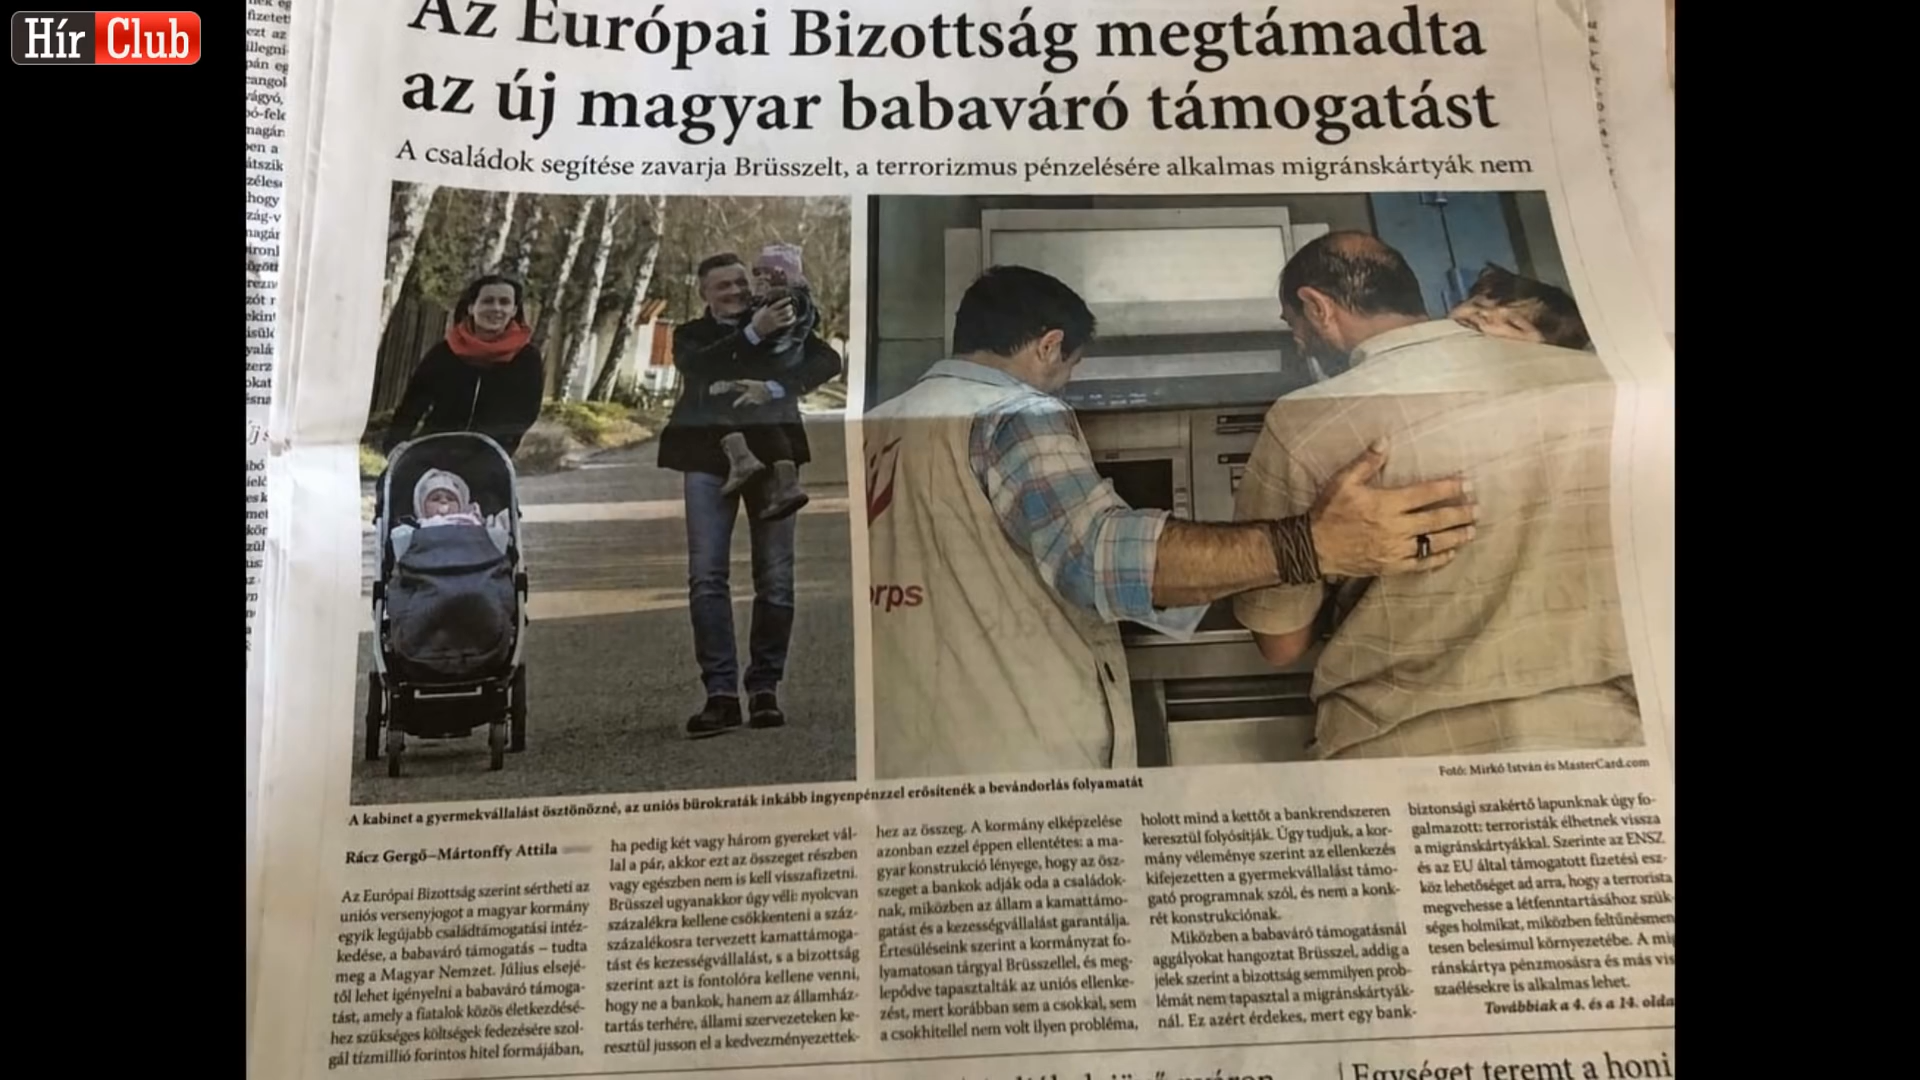 Hír Club
Az Európai Bizottság megtámadta
az új magyar babaváró támogatást
A családok segítése zavarja Brüsszelt, a terrorizmus pénzelésére alkalmas migránskártyák nem
orps
Fotó: Mirkó István és MasterCard.com
A kabinet a gyermekvállalást ösztönözné, az uniós bürokraták inkább ingyenpénzzel erősítenék a bevándorlás folyamatát
Rácz Gergő–Mártonffy Attila
Az Európai Bizottság szerint sértheti az
uniós versenyjogot a magyar kormány
egyik legújabb családtámogatási intéz-
kedése, a babaváró támogatás – tudta
meg a Magyar Nemzet. Július elsejé-
től lehet igényelni a babaváró támoga-
tást, amely a fiatalok közös életkezdésé-
hez szükséges költségek fedezésére szol-
gál tízmillió forintos hitel formájában,
ha pedig két vagy három gyereket vál-
lal a pár, akkor ezt az összeget részben
vagy egészben nem is kell visszafizetni.
Brüsszel ugyanakkor úgy véli: nyolcvan
százalékra kellene csökkenteni a száz-
százalékosra tervezett kamattámoga-
tást és kezességvállalást, s a bizottság
szerint azt is fontolóra kellene venni,
hogy ne a bankok, hanem az államház-
tartás terhére, állami szervezeteken ke-
resztül jusson el a kedvezményezettek-
hez az összeg. A kormány elképzelése
azonban ezzel éppen ellentétes: a ma-
gyar konstrukció lényege, hogy az ösz-
szeget a bankok adják oda a családok-
nak, miközben az állam a kamattámo-
gatást és a kezességvállalást garantálja.
Értesüléseink szerint a kormányzat fo-
lyamatosan tárgyal Brüsszellel, és meg-
lepődve tapasztalták az uniós ellenke-
zést, mert korábban sem a csokkal, sem
a csokhitellel nem volt ilyen probléma,
holott mind a kettőt a bankrendszeren
keresztül folyósítják. Úgy tudjuk, a kor-
mány véleménye szerint az ellenkezés
kifejezetten a gyermekvállalást támo-
gató programnak szól, és nem a konk-
rét konstrukciónak.
Miközben a babaváró támogatásnál
aggályokat hangoztat Brüsszel, addig a
jelek szerint a bizottság semmilyen prob-
lémát nem tapasztal a migránskártyák-
nál. Ez azért érdekes, mert egy bank-
biztonsági szakértő lapunknak úgy fo-
galmazott: terroristák élhetnek vissza
a migránskártyákkal. Szerinte az ENSZ
és az EU által támogatott fizetési esz-
köz lehetőséget ad arra, hogy a terrorista
megvehesse a létfenntartásához szük-
séges holmikat, miközben feltűnésmen
tesen belesimul környezetébe. A mig
ránskártya pénzmosásra és más vis
szaélésekre is alkalmas lehet.
Továbbiak a 4. és a 14. olda
Egységet teremt a honi